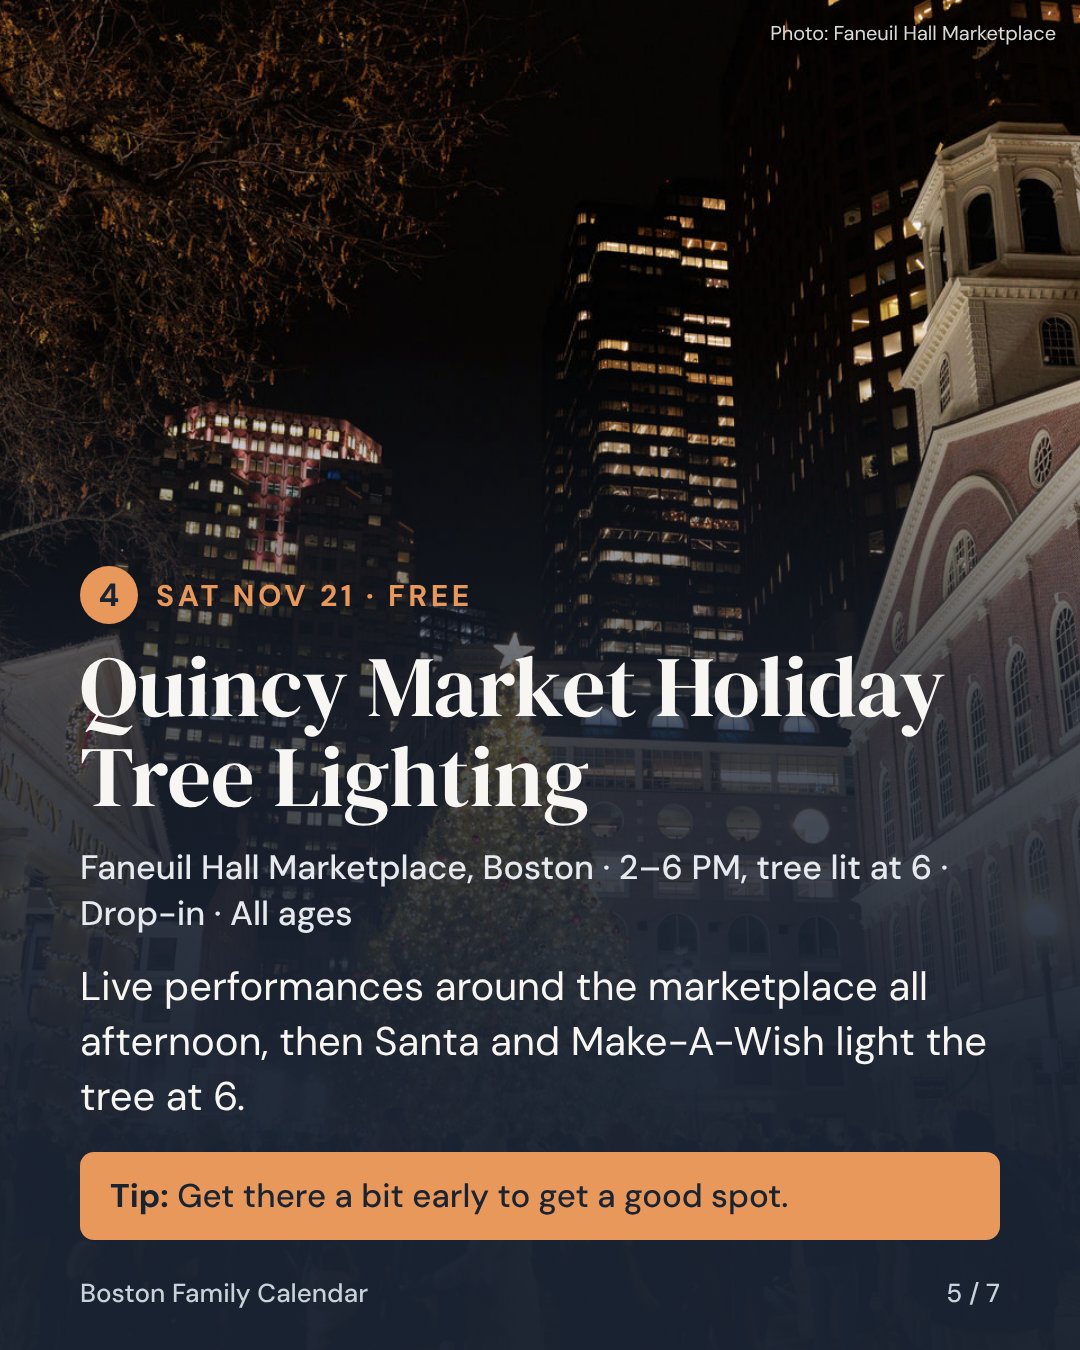 Photo: Faneuil Hall Marketplace
4 SAT NOV 21 · FREE
Quincy Market Holiday
Tree Lighting
Faneuil Hall Marketplace, Boston · 2–6 PM, tree lit at 6 ·
Drop-in · All ages
Live performances around the marketplace all
afternoon, then Santa and Make-A-Wish light the
tree at 6.
Tip: Get there a bit early to get a good spot.
Boston Family Calendar
5 / 7